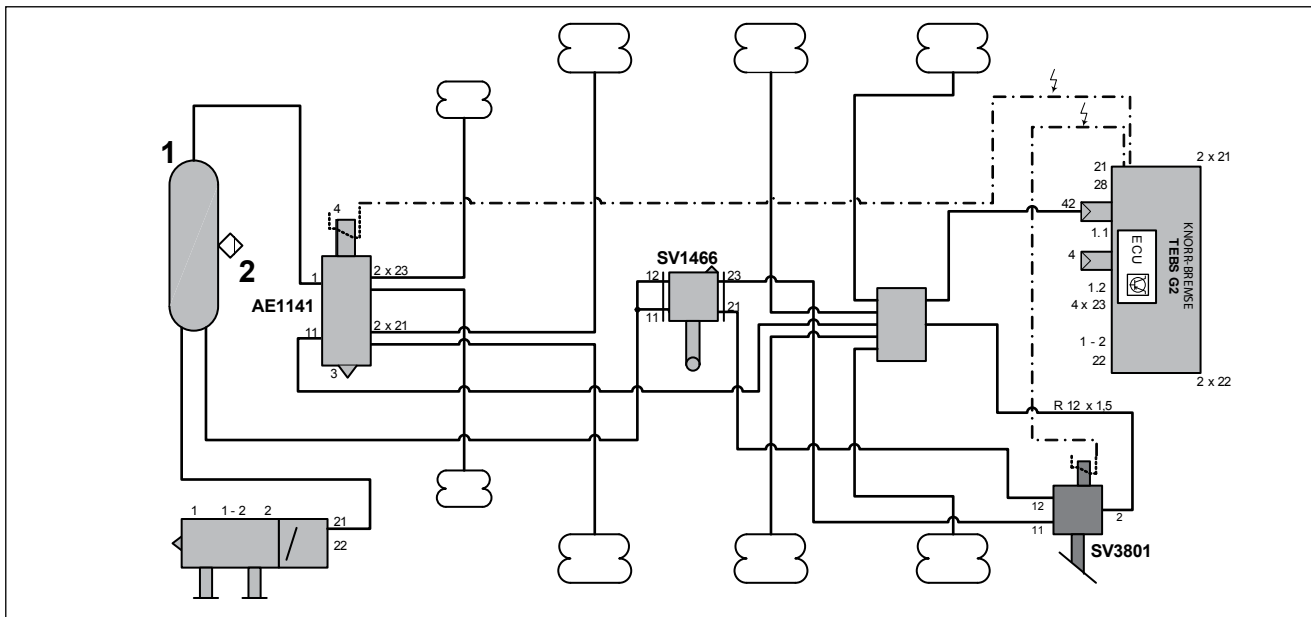 1
2
4
1
2 x 23
AE1141
2 x 21
11
3
SV1466
12
23
11
21
2 x 21
21
28
42
1.1
4
1.2
4 x 23
1 - 2
22
ECU
KNORR-BREMSE
TEBS G2
2 x 22
R 12 x 1,5
12
2
11
SV3801
1
1 - 2
2
21
22